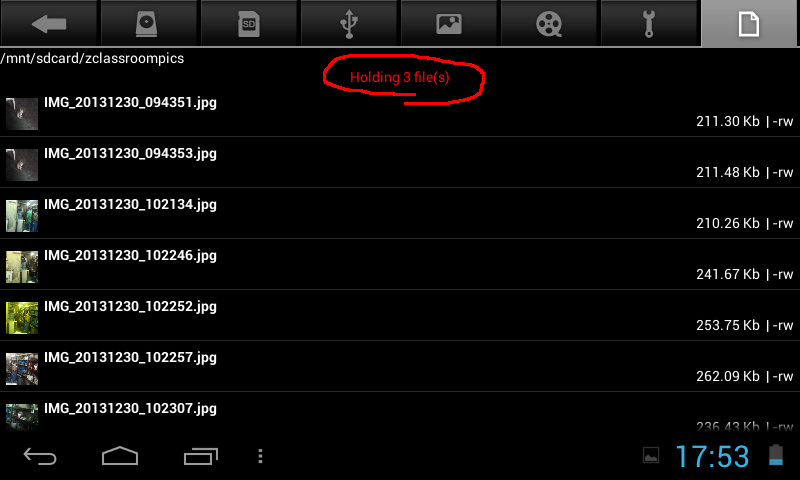 SD
/mnt/sdcard/zclassroompics
Holding 3 file(s)
IMG_20131230_094351.jpg
211.30 Kb | -rw
IMG_20131230_094353.jpg
211.48 Kb | -rw
IMG_20131230_102134.jpg
210.26 Kb | -rw
IMG_20131230_102246.jpg
241.67 Kb | -rw
IMG_20131230_102252.jpg
253.75 Kb | -rw
IMG_20131230_102257.jpg
262.09 Kb | -rw
IMG_20131230_102307.jpg
236.43 Kb | -rw
17:53